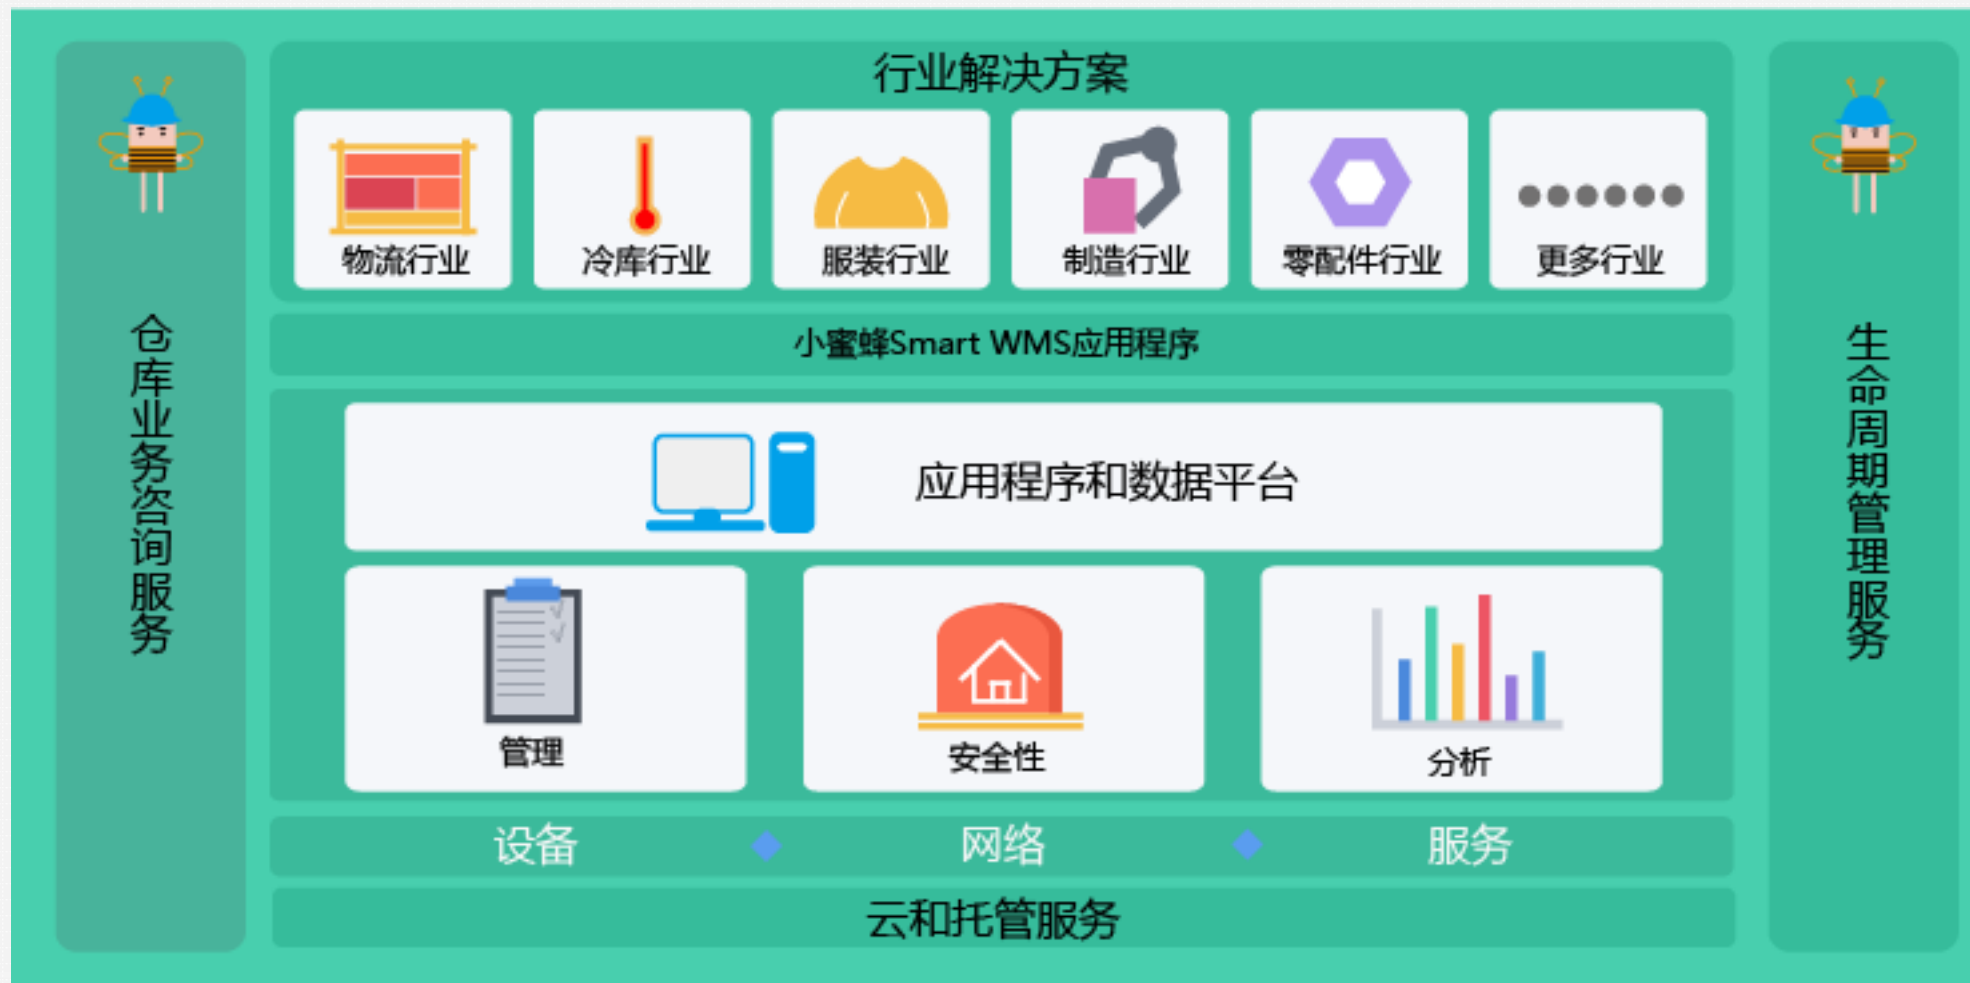 仓库业务咨询服务
行业解决方案
物流行业
冷库行业
服装行业
制造行业
零配件行业
更多行业
小蜜蜂Smart WMS应用程序
应用程序和数据平台
管理
安全性
分析
设备
网络
服务
云和托管服务
生命周期管理服务